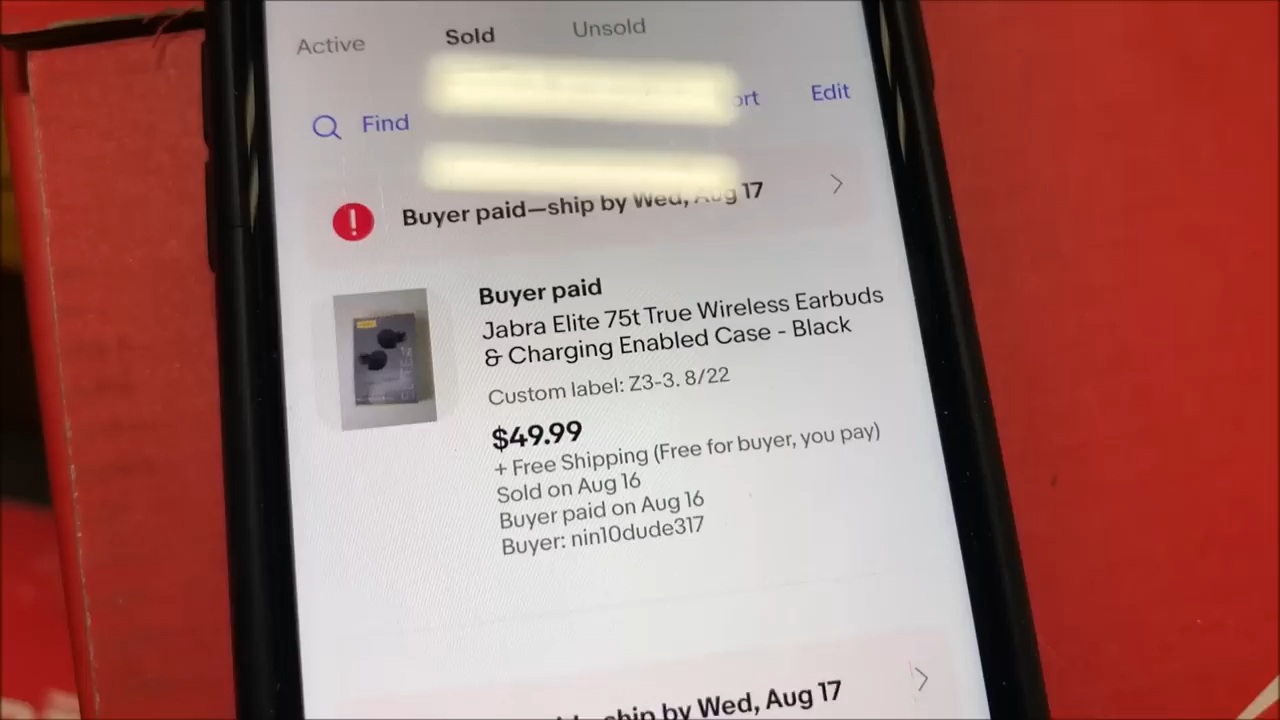 Active Sold Unsold
Find Edit
Buyer paid—ship by Wed, Aug 17
Buyer paid
Jabra Elite 75t True Wireless Earbuds
& Charging Enabled Case - Black
Custom label: Z3-3. 8/22
$49.99
+ Free Shipping (Free for buyer, you pay)
Sold on Aug 16
Buyer paid on Aug 16
Buyer: nin10dude317
ship by Wed, Aug 17